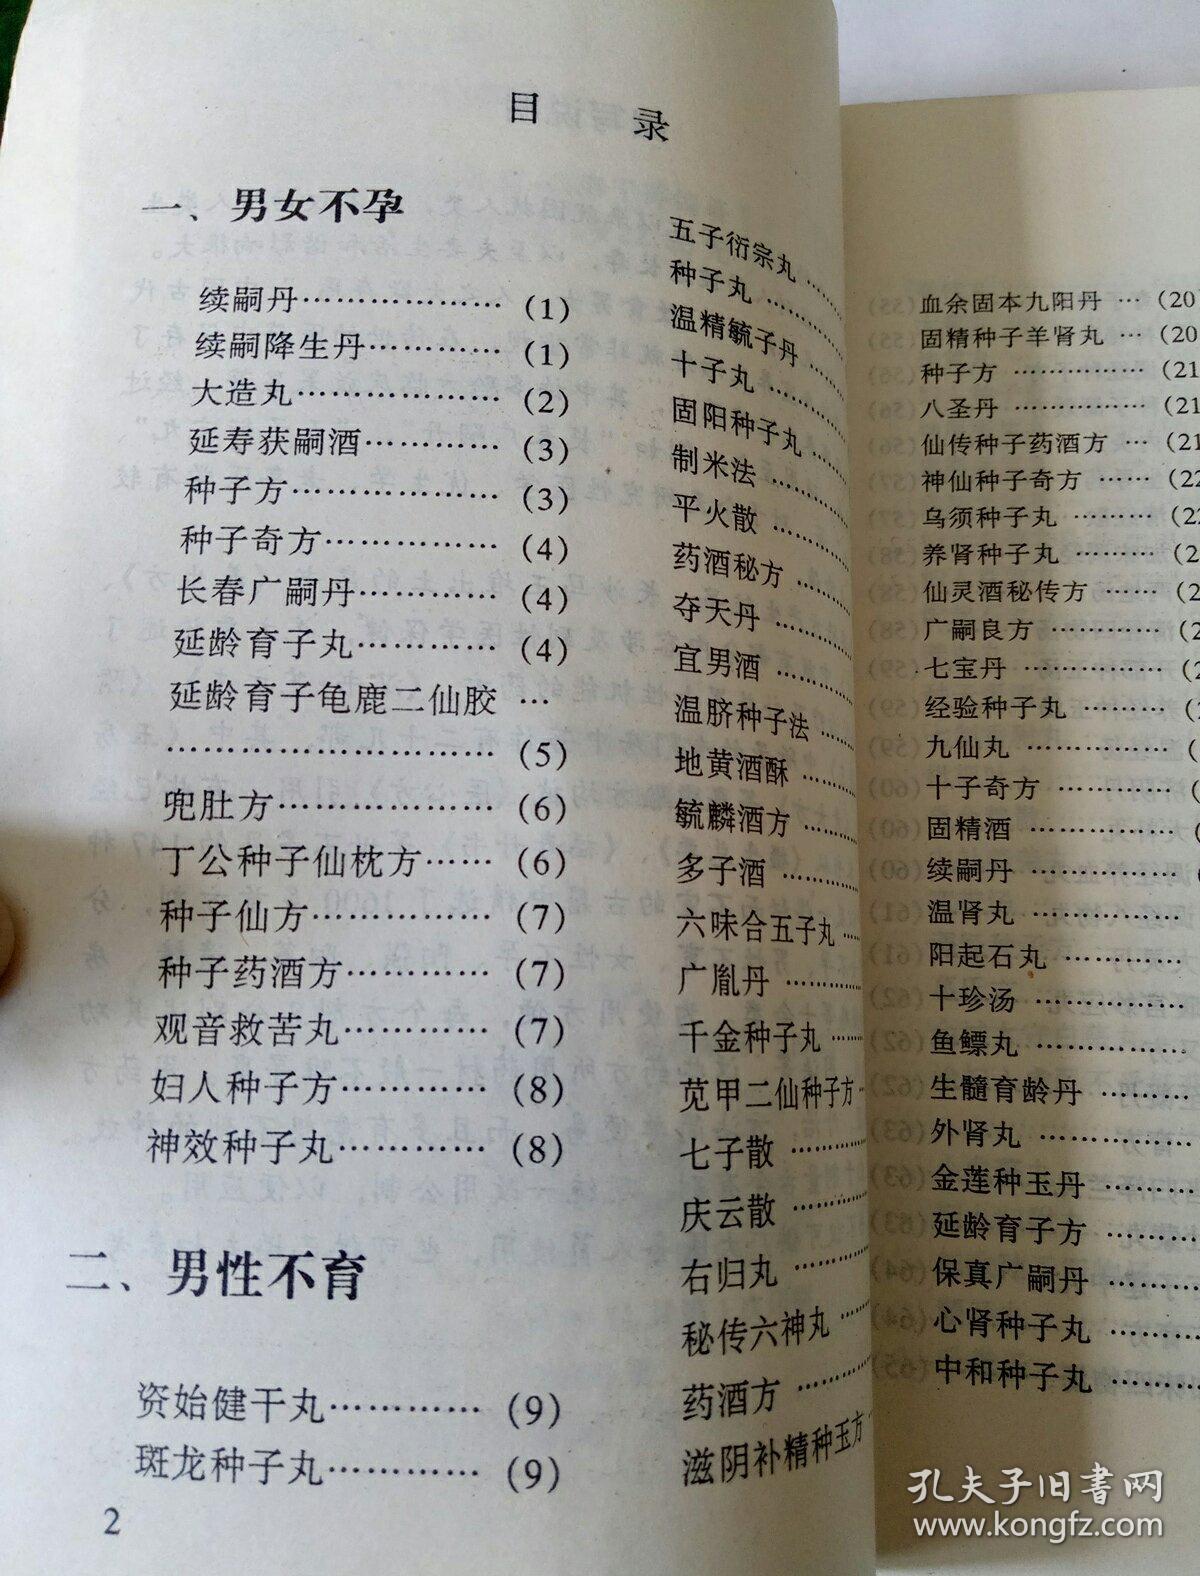 目 录
一、男女不孕
续嗣丹………………… (1)
续嗣降生丹………… (1)
大造丸………………… (2)
延寿获嗣酒………… (3)
种子方………………… (3)
种子奇方……………… (4)
长春广嗣丹………… (4)
延龄育子丸………… (4)
延龄育子龟鹿二仙胶 …
…………………………… (5)
兜肚方………………… (6)
丁公种子仙枕方…… (6)
种子仙方……………… (7)
种子药酒方………… (7)
观音救苦丸………… (7)
妇人种子方………… (8)
神效种子丸………… (8)
二、男性不育
资始健干丸………… (9)
斑龙种子丸………… (9)
2
五子衍宗丸……
种子丸………
温精毓子丹……
十子丸………
固阳种子丸……
制米法………
平火散………
药酒秘方……
夺天丹………
宜男酒………
温脐种子法……
地黄酒酥……
毓麟酒方……
多子酒………
六味合五子丸……
广胤丹………
千金种子丸……
苋甲二仙种子方…
七子散………
庆云散………
右归丸………
秘传六神丸……
药酒方………
滋阴补精种玉方
血余固本九阳丹 … (20
固精种子羊肾丸 … (20
种子方 …………… (21
八圣丹 …………… (21
仙传种子药酒方 … (21
神仙种子奇方 …… (22
乌须种子丸 ……… (22
养肾种子丸 ……… (2
仙灵酒秘传方 …… (2
广嗣良方 ………… (2
七宝丹 …………… (2
经验种子丸 ……… (
九仙丸 …………… (
十子奇方 ………… (
固精酒 …………… (
续嗣丹 …………… (
温肾丸 ……………
阳起石丸 …………
十珍汤 ……………
鱼鳔丸 ……………
生髓育龄丹 ………
外肾丸 ……………
金莲种玉丹 ………
延龄育子方 ………
保真广嗣丹 ………
心肾种子丸 ………
中和种子丸 ………
孔夫子旧书网
www.kongfz.com